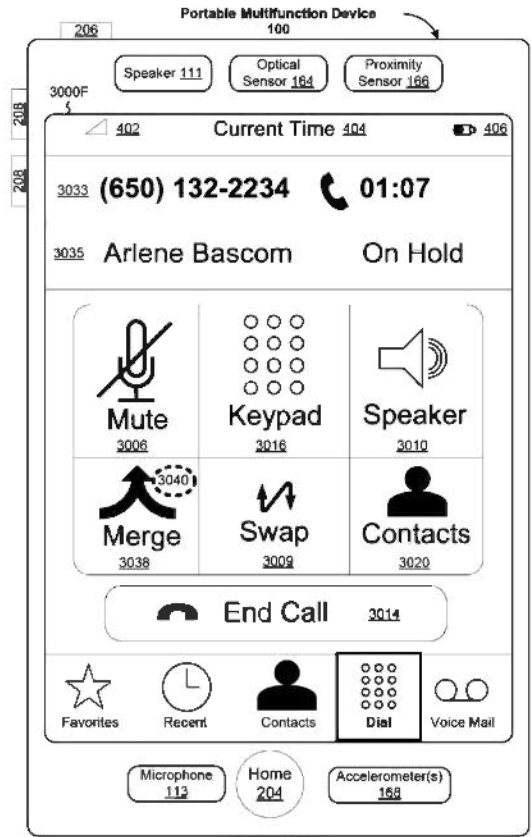 Portable Multifunction Device
100
206
Speaker 111
Optical
Sensor 164
Proximity
Sensor 166
3000F
208
208
402
Current Time 404
406
3033 (650) 132-2234 01:07
3035 Arlene Bascom On Hold
Mute
3006
Keypad
3016
Speaker
3010
3040
Merge
3038
Swap
3009
Contacts
3020
End Call 3014
Favorites
Recent
Contacts
Dial
Voice Mail
Microphone
113
Home
204
Accelerometer(s)
168